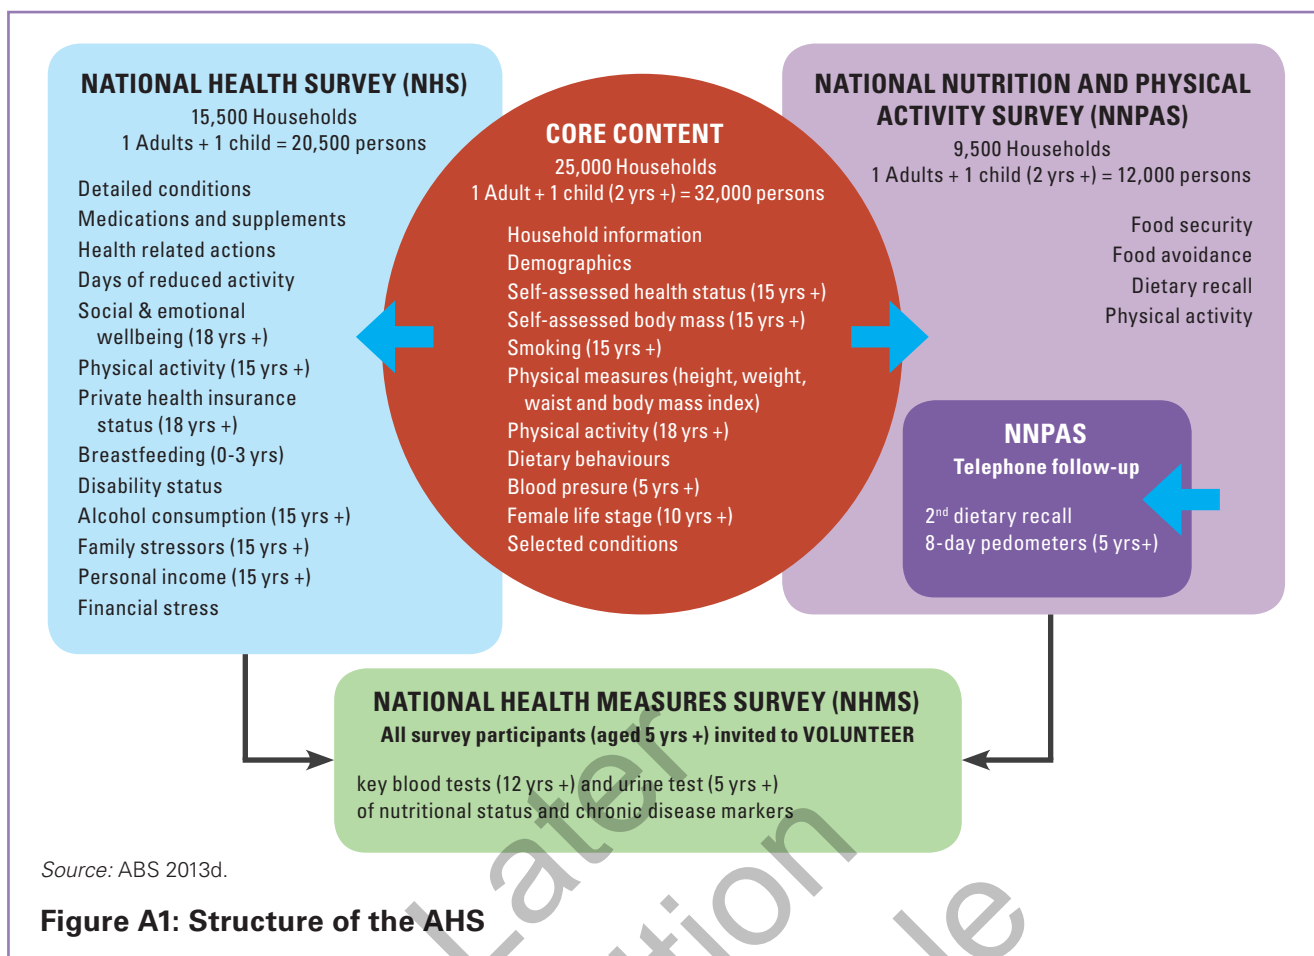 NATIONAL HEALTH SURVEY (NHS)
15,500 Households
1 Adults + 1 child = 20,500 persons
Detailed conditions
Medications and supplements
Health related actions
Days of reduced activity
Social & emotional
wellbeing (18 yrs +)
Physical activity (15 yrs +)
Private health insurance
status (18 yrs +)
Breastfeeding (0-3 yrs)
Disability status
Alcohol consumption (15 yrs +)
Family stressors (15 yrs +)
Personal income (15 yrs +)
Financial stress
CORE CONTENT
25,000 Households
1 Adult + 1 child (2 yrs +) = 32,000 persons
Household information
Demographics
Self-assessed health status (15 yrs +)
Self-assessed body mass (15 yrs +)
Smoking (15 yrs +)
Physical measures (height, weight,
waist and body mass index)
Physical activity (18 yrs +)
Dietary behaviours
Blood presure (5 yrs +)
Female life stage (10 yrs +)
Selected conditions
NATIONAL NUTRITION AND PHYSICAL
ACTIVITY SURVEY (NNPAS)
9,500 Households
1 Adults + 1 child (2 yrs +) = 12,000 persons
Food security
Food avoidance
Dietary recall
Physical activity
NNPAS
Telephone follow-up
2nd dietary recall
8-day pedometers (5 yrs+)
NATIONAL HEALTH MEASURES SURVEY (NHMS)
All survey participants (aged 5 yrs +) invited to VOLUNTEER
key blood tests (12 yrs +) and urine test (5 yrs +)
of nutritional status and chronic disease markers
Source: ABS 2013d.
Figure A1: Structure of the AHS
Later